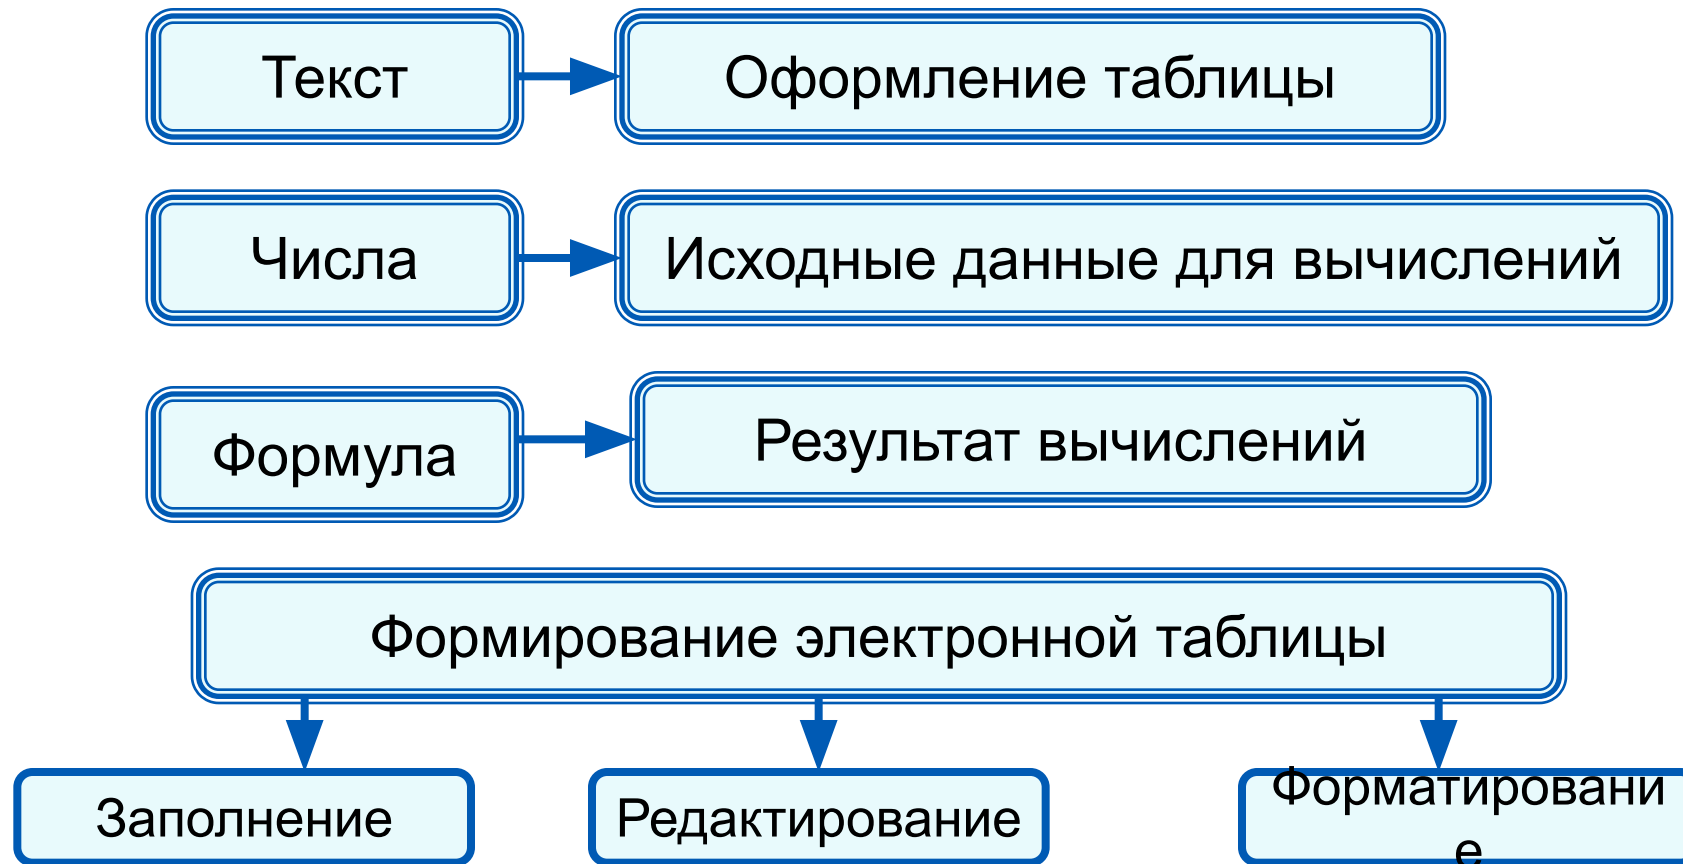 Текст
Оформление таблицы
Числа
Исходные данные для вычислений
Формула
Результат вычислений
Формирование электронной таблицы
Заполнение
Редактирование
Форматировани
е